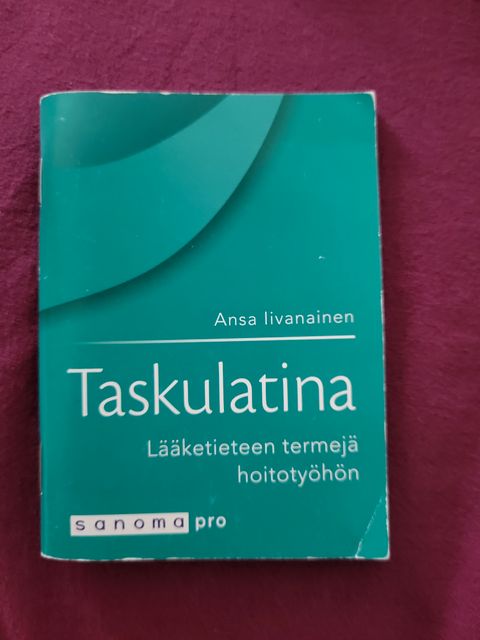 Ansa Iivanainen
Taskulatina
Lääketieteen termejä
hoitotyöhön
sanoma pro